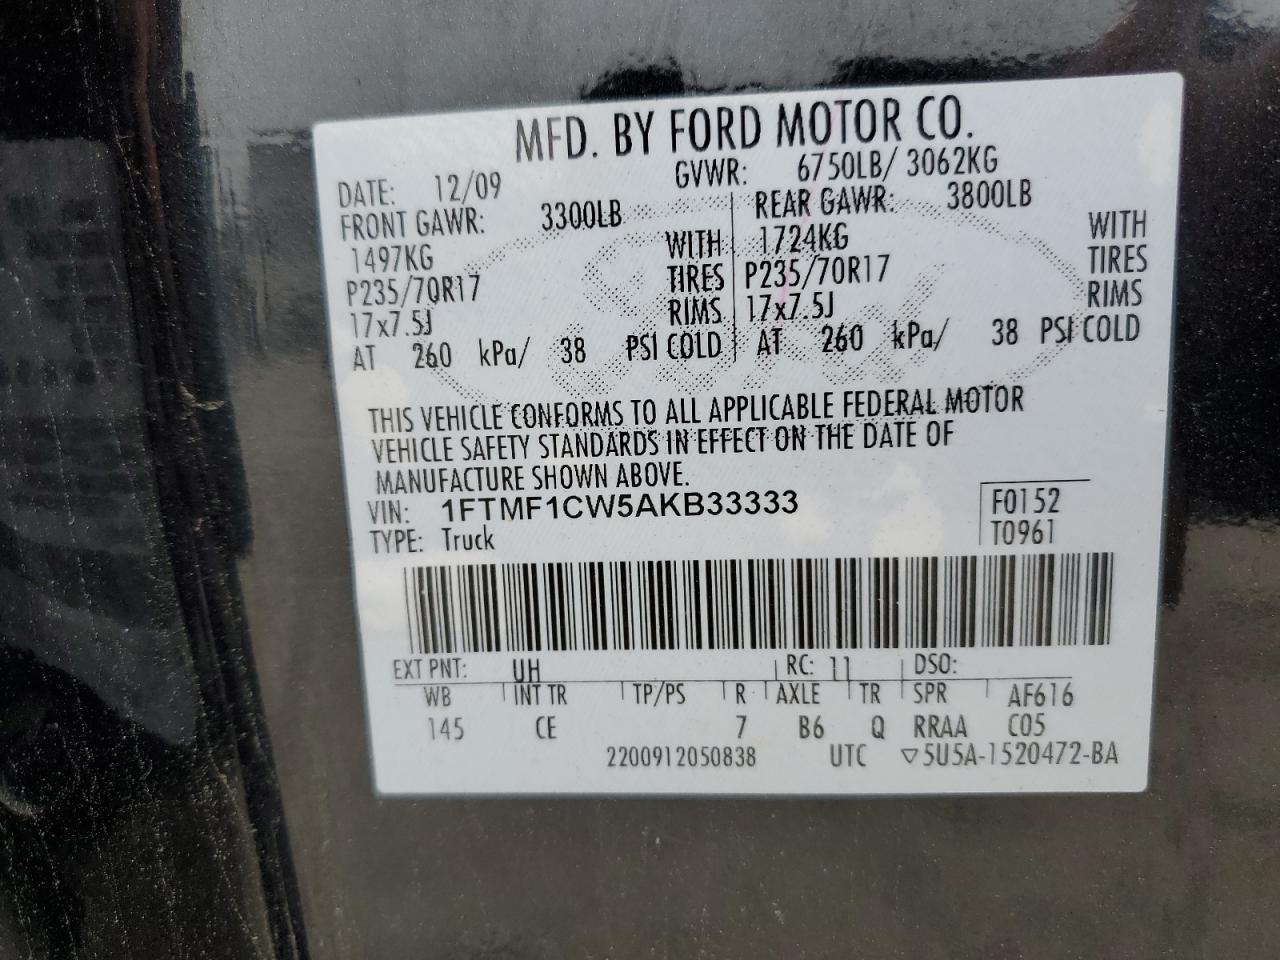 MFD. BY FORD MOTOR CO.
DATE: 12/09 GVWR: 6750LB/ 3062KG
FRONT GAWR: 3300LB REAR GAWR: 3800LB
1497KG WITH 1724KG WITH
P235/70R17 TIRES P235/70R17 TIRES
17x7.5J RIMS 17x7.5J RIMS
AT 260 kPa/ 38 PSI COLD AT 260 kPa/ 38 PSI COLD
THIS VEHICLE CONFORMS TO ALL APPLICABLE FEDERAL MOTOR
VEHICLE SAFETY STANDARDS IN EFFECT ON THE DATE OF
MANUFACTURE SHOWN ABOVE.
VIN: 1FTMF1CW5AKB33333 F0152
TYPE: Truck T0961
EXT PNT: UH RC: 11 DSO:
WB INT TR TP/PS R AXLE TR SPR AF616
145 CE 7 B6 Q RRAA C05
2200912050838 UTC ▽5U5A-1520472-BA